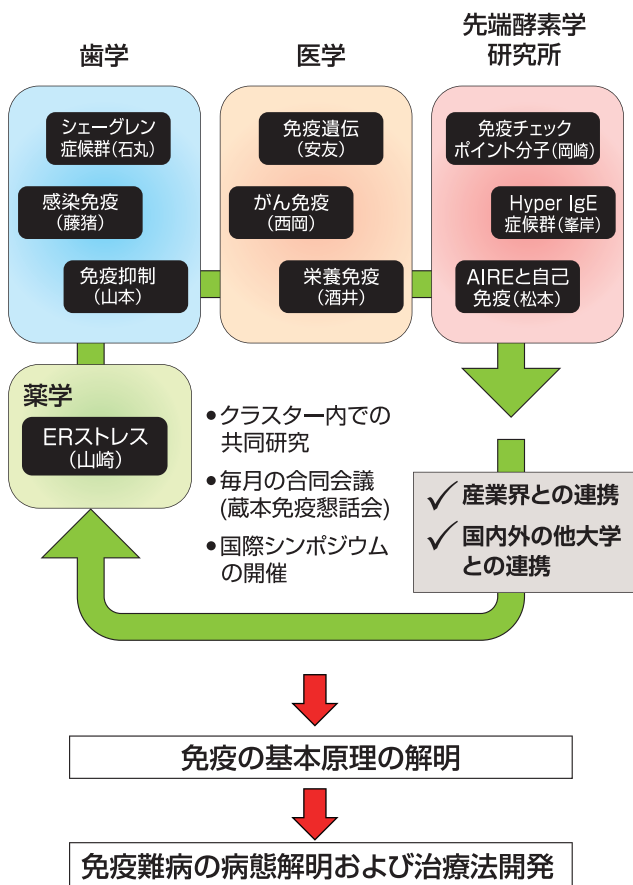 歯学
シェーグレン
症候群(石丸)
感染免疫
(藤猪)
免疫抑制
(山本)
医学
免疫遺伝
(安友)
がん免疫
(西岡)
栄養免疫
(酒井)
先端酵素学
研究所
免疫チェック
ポイント分子(岡崎)
Hyper IgE
症候群(峯岸)
AIREと自己
免疫(松本)
薬学
ERストレス
(山崎)
•クラスター内での
共同研究
•毎月の合同会議
(蔵本免疫懇話会)
•国際シンポジウム
の開催
✓産業界との連携
✓国内外の他大学
との連携
免疫の基本原理の解明
免疫難病の病態解明および治療法開発